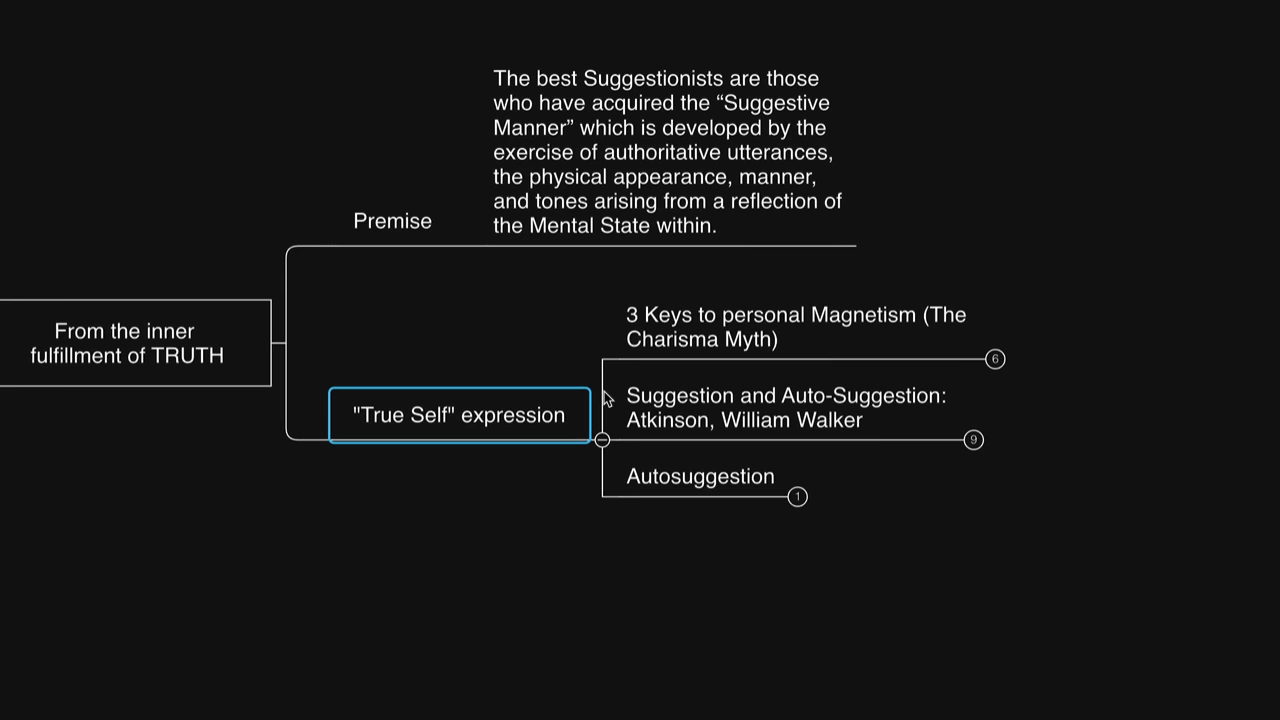 The best Suggestionists are those
who have acquired the “Suggestive
Manner” which is developed by the
exercise of authoritative utterances,
the physical appearance, manner,
and tones arising from a reflection of
the Mental State within.
Premise
From the inner
fulfillment of TRUTH
"True Self" expression
3 Keys to personal Magnetism (The
Charisma Myth)
6
Suggestion and Auto-Suggestion:
Atkinson, William Walker
9
Autosuggestion
1